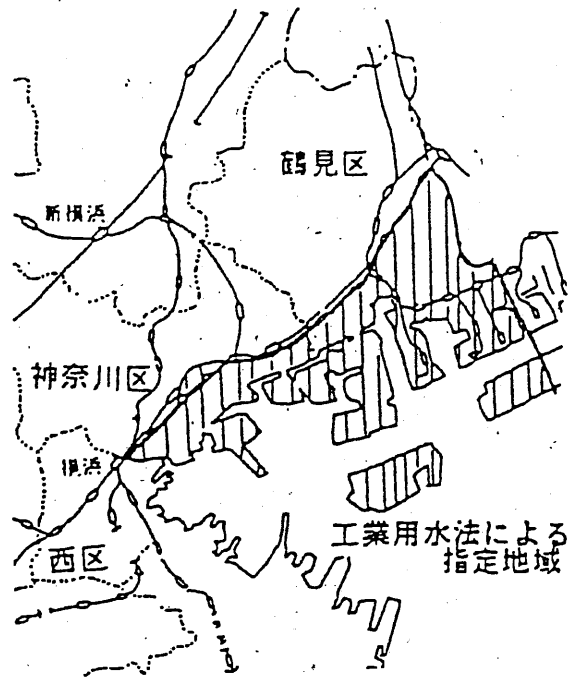 鶴見区
新横浜
神奈川区
横浜
西区
工業用水法による
指定地域